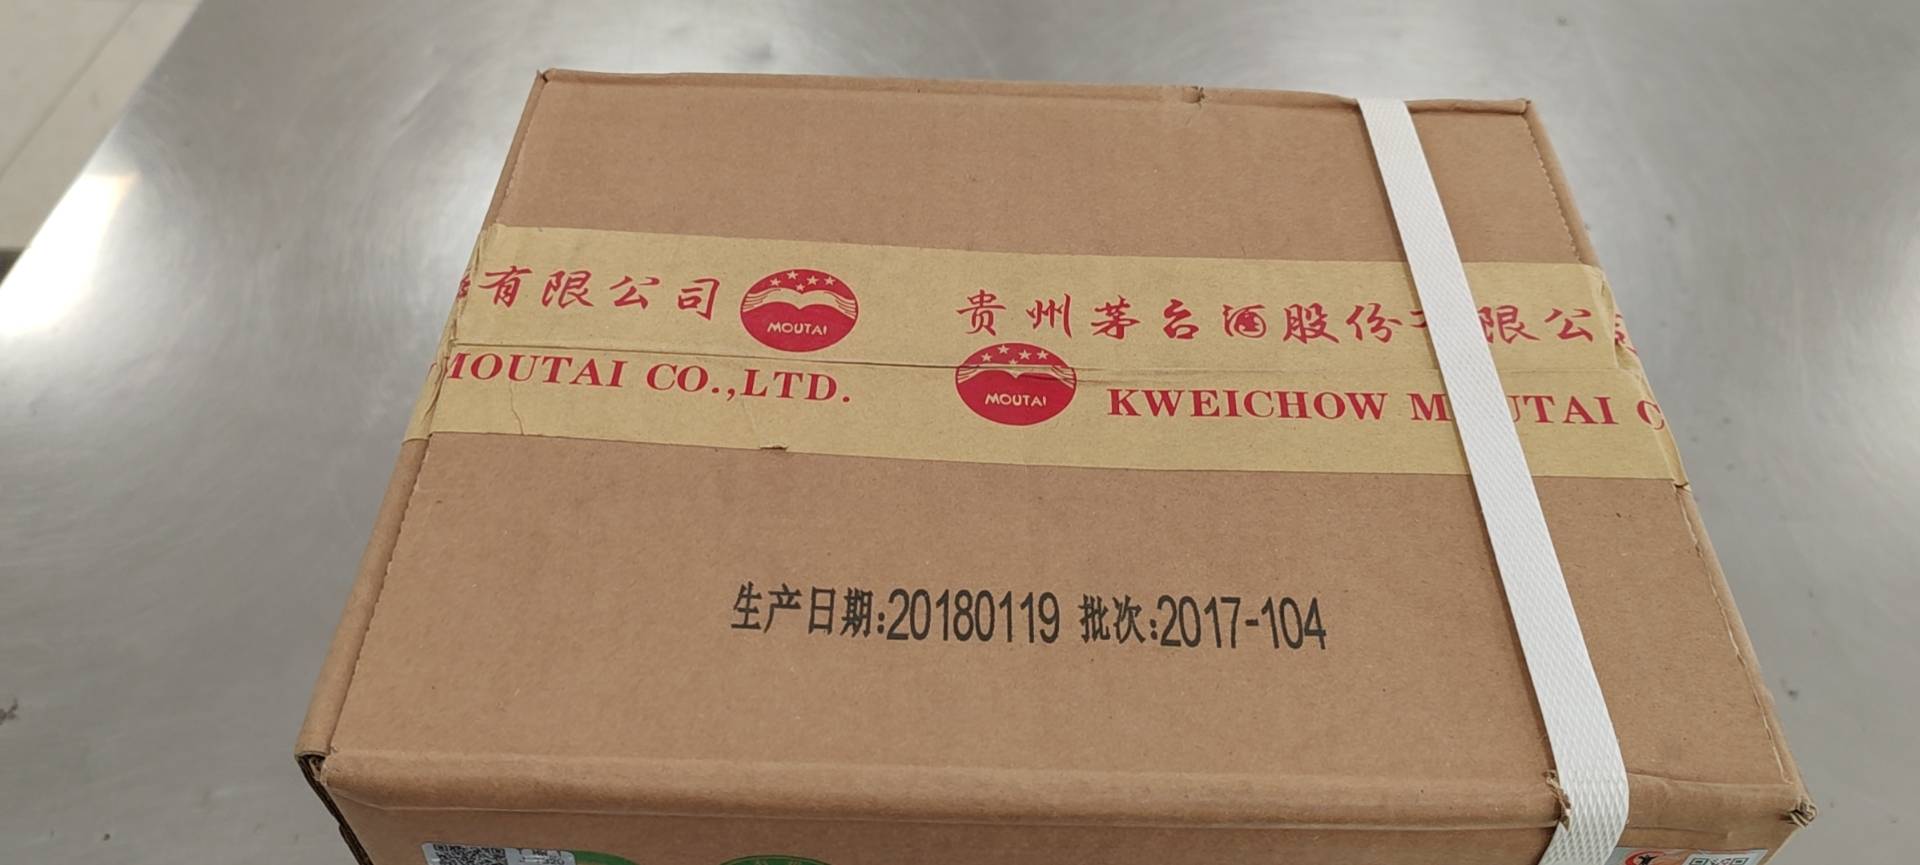 有限公司
MOUTAI
贵州茅台酒股份 限公
MOUTAI CO.,LTD.
MOUTAI
KWEICHOW M UTAI C
生产日期:20180119 批次:2017-104